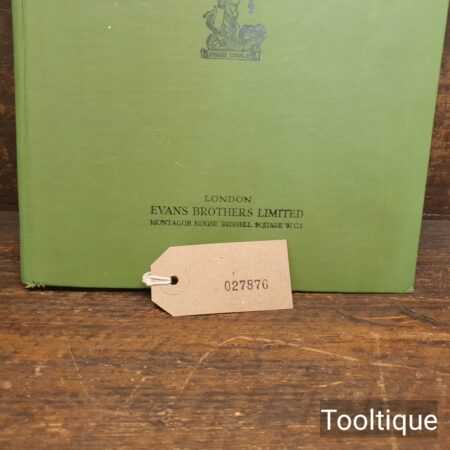 LONDON
EVANS BROTHERS LIMITED
MONTAGUE HOUSE RUSSELL SQUARE W.C.1
027876
Tooltique